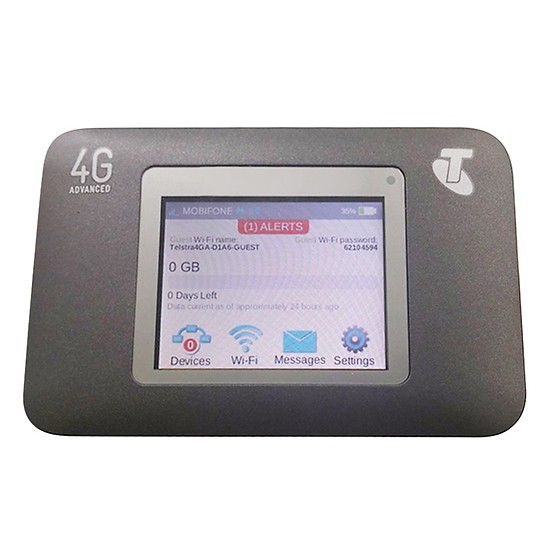 4G
ADVANCED
T
MOBIFONE
35%
(1) ALERTS
Guest Wi-Fi name:
Guest Wi-Fi password:
Telstra4GA-D1A6-GUEST
62104594
0 GB
0 Days Left
Data current as of approximately 24 hours ago
0
Devices
Wi-Fi
Messages
Settings